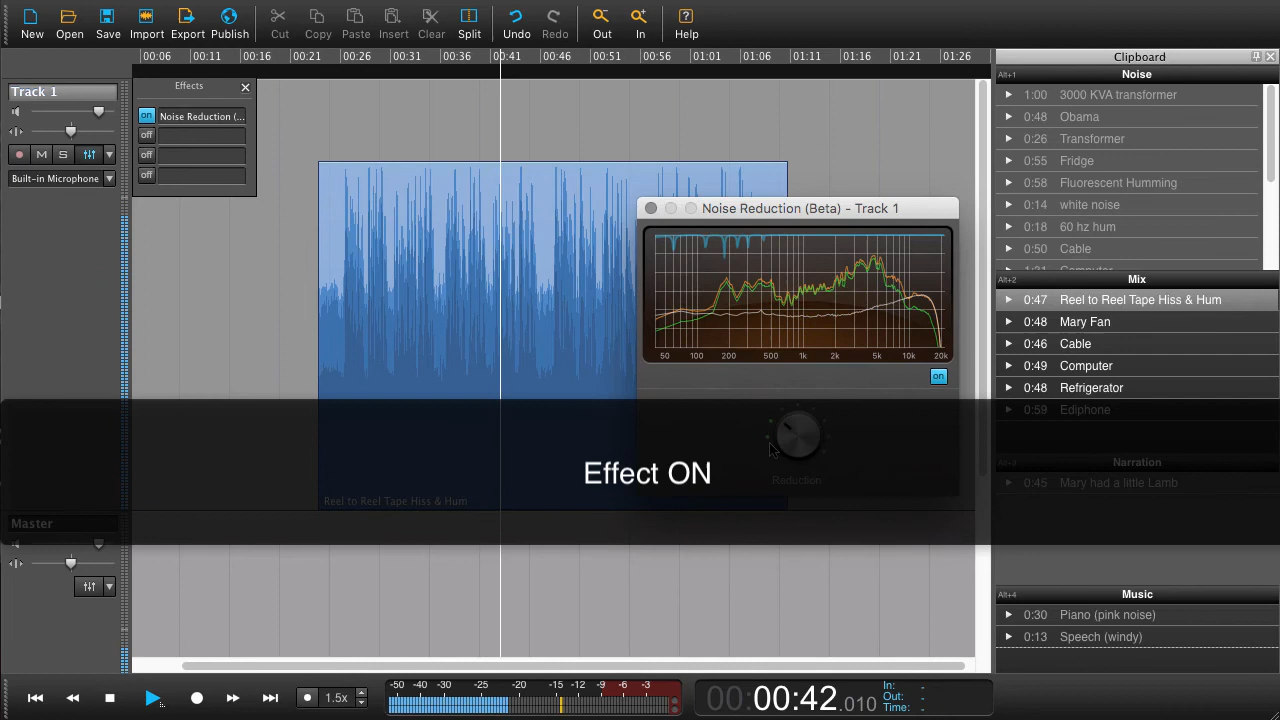 New Open Save Import Export Publish Cut Copy Paste Insert Clear Split Undo Redo Out In Help
00:06 00:11 00:16 00:21 00:26 00:31 00:36 00:41 00:46 00:51 00:56 01:01 01:06 01:11 01:16 01:21 01:26
Track 1
M S
Built-in Microphone
Effects
on Noise Reduction (...
off
off
off
Noise Reduction (Beta) - Track 1
50 100 200 500 1k 2k 5k 10k 20k
on
Reduction
Effect ON
Reel to Reel Tape Hiss & Hum
Master
Clipboard
Alt+1 Noise
1:00 3000 KVA transformer
0:48 Obama
0:26 Transformer
0:55 Fridge
0:58 Fluorescent Humming
0:14 white noise
0:18 60 hz hum
0:50 Cable
Alt+2 Mix
0:47 Reel to Reel Tape Hiss & Hum
0:48 Mary Fan
0:46 Cable
0:49 Computer
0:48 Refrigerator
0:59 Ediphone
Alt+3 Narration
0:45 Mary had a little Lamb
Alt+4 Music
0:30 Piano (pink noise)
0:13 Speech (windy)
1.5x
-50 -40 -30 -25 -20 -15 -12 -9 -6 -3
00:00:42.010
In: -
Out: -
Time: -